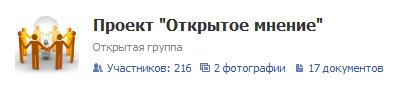 Проект "Открытое мнение"
Открытая группа
Участников: 216 2 фотографии 17 документов